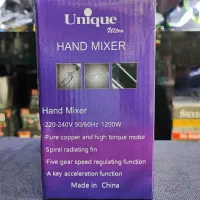 Unique
Ultra
HAND MIXER
Hand Mixer
·220-240V 50/60Hz 1200W
·Pure copper and high torque motor
·Spiral radiating fin
·Five gear speed regulating function
·A key acceleration function
Made in China